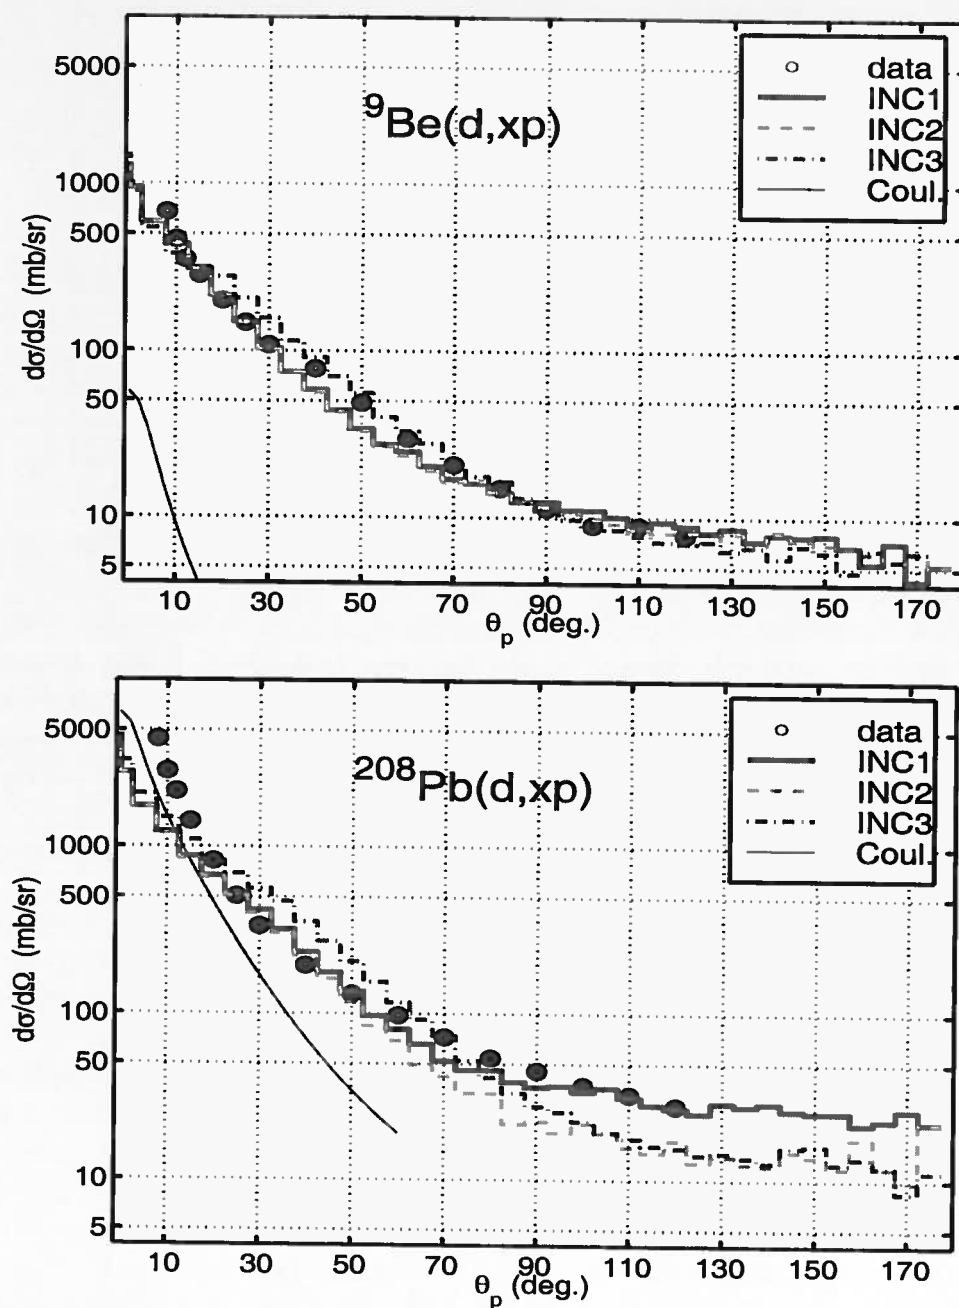 5000
1000
500
100
50
10
5
dσ/dΩ (mb/sr)
⁹Be(d,xp)
data
INC1
INC2
INC3
Coul.
10 30 50 70 90 110 130 150 170
θp (deg.)
5000
1000
500
100
50
10
5
dσ/dΩ (mb/sr)
²⁰⁸Pb(d,xp)
data
INC1
INC2
INC3
Coul.
10 30 50 70 90 110 130 150 170
θp (deg.)